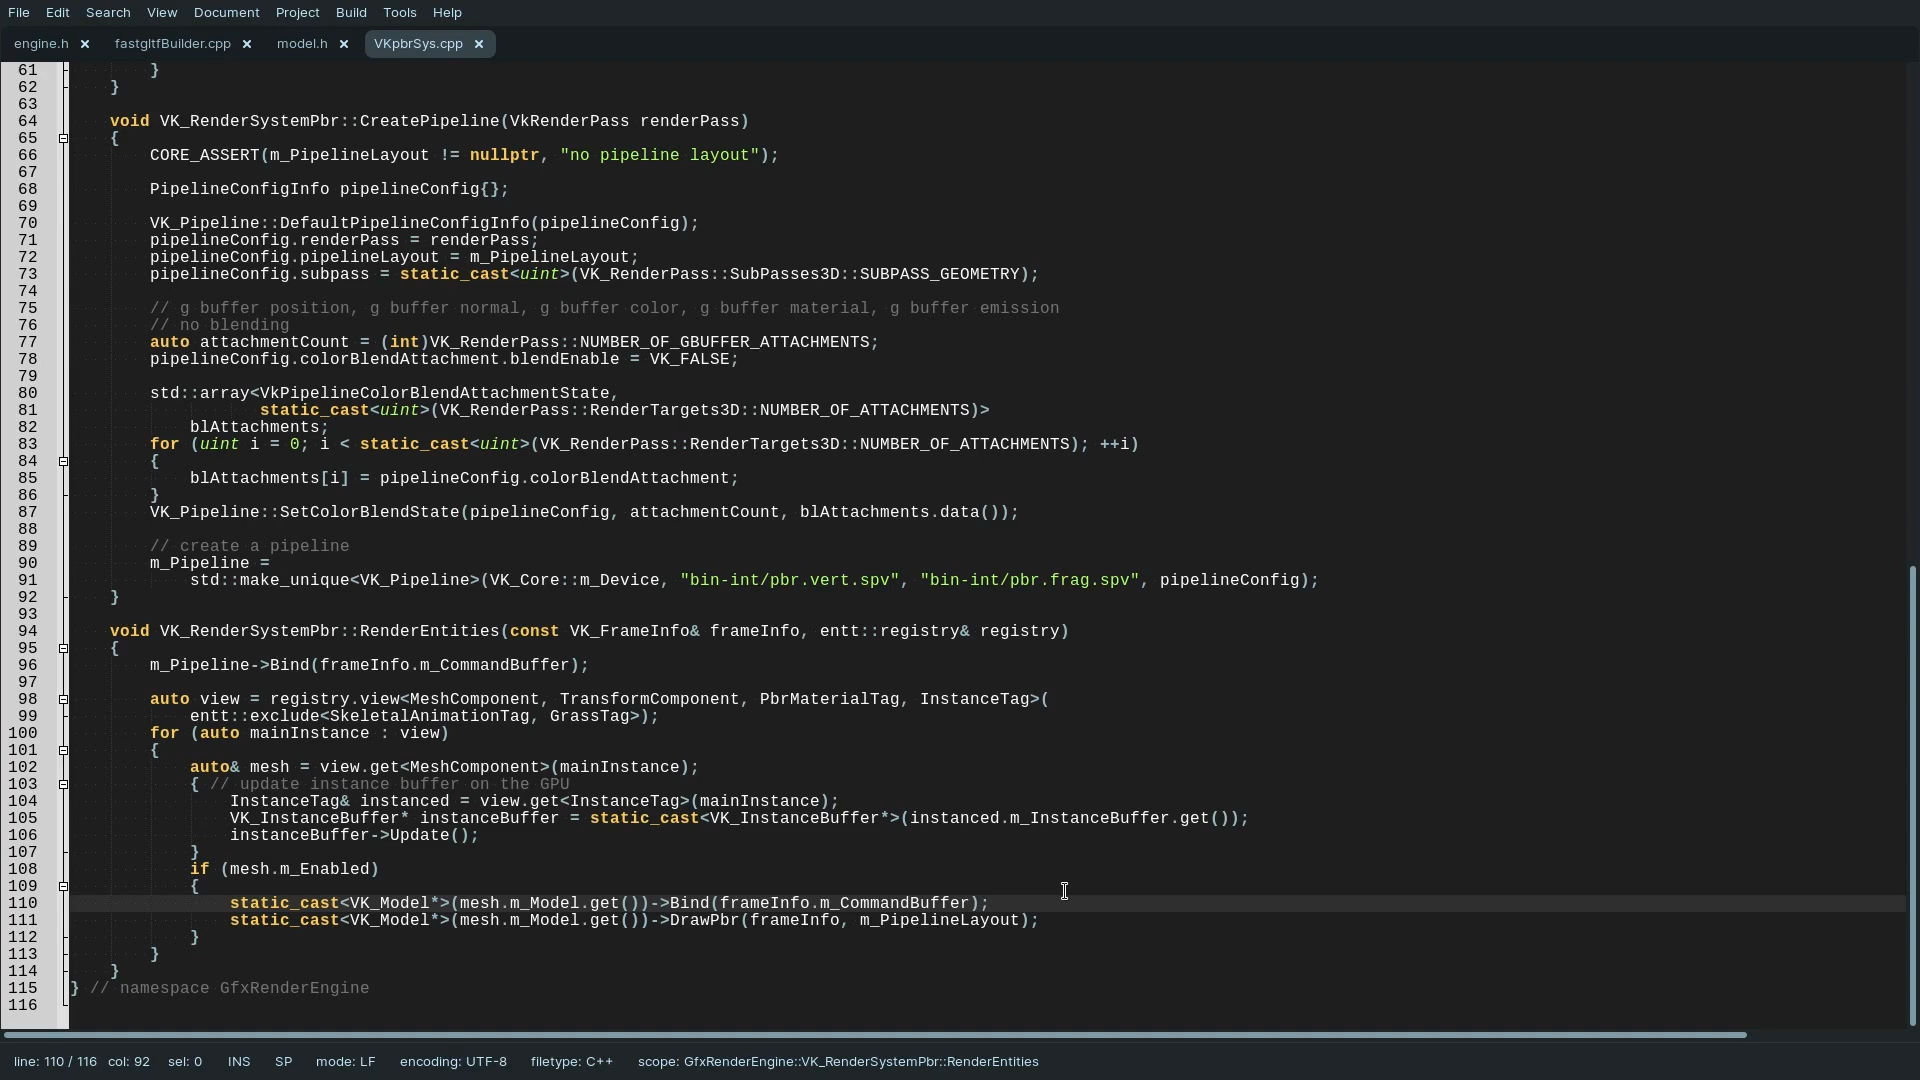 File Edit Search View Document Project Build Tools Help
engine.h × fastgltfBuilder.cpp × model.h × VKpbrSys.cpp ×
61 }
62 }
63
64 void VK_RenderSystemPbr::CreatePipeline(VkRenderPass renderPass)
65 {
66 CORE_ASSERT(m_PipelineLayout != nullptr, "no pipeline layout");
67
68 PipelineConfigInfo pipelineConfig{};
69
70 VK_Pipeline::DefaultPipelineConfigInfo(pipelineConfig);
71 pipelineConfig.renderPass = renderPass;
72 pipelineConfig.pipelineLayout = m_PipelineLayout;
73 pipelineConfig.subpass = static_cast<uint>(VK_RenderPass::SubPasses3D::SUBPASS_GEOMETRY);
74
75 // g buffer position, g buffer normal, g buffer color, g buffer material, g buffer emission
76 // no blending
77 auto attachmentCount = (int)VK_RenderPass::NUMBER_OF_GBUFFER_ATTACHMENTS;
78 pipelineConfig.colorBlendAttachment.blendEnable = VK_FALSE;
79
80 std::array<VkPipelineColorBlendAttachmentState,
81 static_cast<uint>(VK_RenderPass::RenderTargets3D::NUMBER_OF_ATTACHMENTS)>
82 blAttachments;
83 for (uint i = 0; i < static_cast<uint>(VK_RenderPass::RenderTargets3D::NUMBER_OF_ATTACHMENTS); ++i)
84 {
85 blAttachments[i] = pipelineConfig.colorBlendAttachment;
86 }
87 VK_Pipeline::SetColorBlendState(pipelineConfig, attachmentCount, blAttachments.data());
88
89 // create a pipeline
90 m_Pipeline =
91 std::make_unique<VK_Pipeline>(VK_Core::m_Device, "bin-int/pbr.vert.spv", "bin-int/pbr.frag.spv", pipelineConfig);
92 }
93
94 void VK_RenderSystemPbr::RenderEntities(const VK_FrameInfo& frameInfo, entt::registry& registry)
95 {
96 m_Pipeline->Bind(frameInfo.m_CommandBuffer);
97
98 auto view = registry.view<MeshComponent, TransformComponent, PbrMaterialTag, InstanceTag>(
99 entt::exclude<SkeletalAnimationTag, GrassTag>);
100 for (auto mainInstance : view)
101 {
102 auto& mesh = view.get<MeshComponent>(mainInstance);
103 { // update instance buffer on the GPU
104 InstanceTag& instanced = view.get<InstanceTag>(mainInstance);
105 VK_InstanceBuffer* instanceBuffer = static_cast<VK_InstanceBuffer*>(instanced.m_InstanceBuffer.get());
106 instanceBuffer->Update();
107 }
108 if (mesh.m_Enabled)
109 {
110 static_cast<VK_Model*>(mesh.m_Model.get())->Bind(frameInfo.m_CommandBuffer);
111 static_cast<VK_Model*>(mesh.m_Model.get())->DrawPbr(frameInfo, m_PipelineLayout);
112 }
113 }
114 }
115 } // namespace GfxRenderEngine
116
line: 110 / 116 col: 92 sel: 0 INS SP mode: LF encoding: UTF-8 filetype: C++ scope: GfxRenderEngine::VK_RenderSystemPbr::RenderEntities